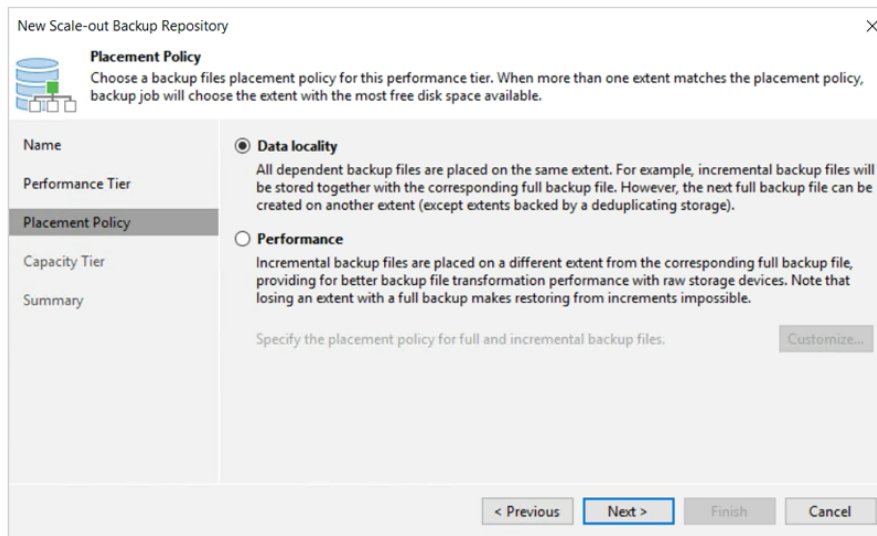 New Scale-out Backup Repository
Placement Policy
Choose a backup files placement policy for this performance tier. When more than one extent matches the placement policy,
backup job will choose the extent with the most free disk space available.
Name
Performance Tier
Placement Policy
Capacity Tier
Summary
Data locality
All dependent backup files are placed on the same extent. For example, incremental backup files will
be stored together with the corresponding full backup file. However, the next full backup file can be
created on another extent (except extents backed by a deduplicating storage).
Performance
Incremental backup files are placed on a different extent from the corresponding full backup file,
providing for better backup file transformation performance with raw storage devices. Note that
losing an extent with a full backup makes restoring from increments impossible.
Specify the placement policy for full and incremental backup files.
Customize...
< Previous
Next >
Finish
Cancel